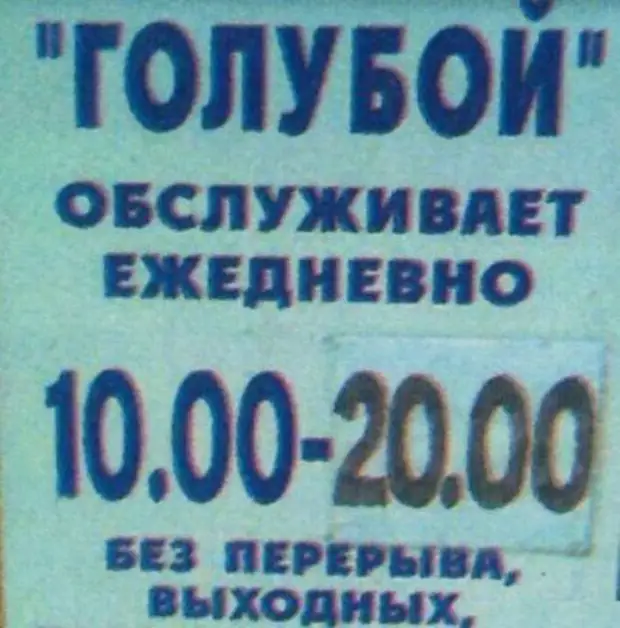 "ГОЛУБОЙ"
ОБСЛУЖИВАЕТ
ЕЖЕДНЕВНО
10.00-20.00
БЕЗ ПЕРЕРЫВА,
ВЫХОДНЫХ,